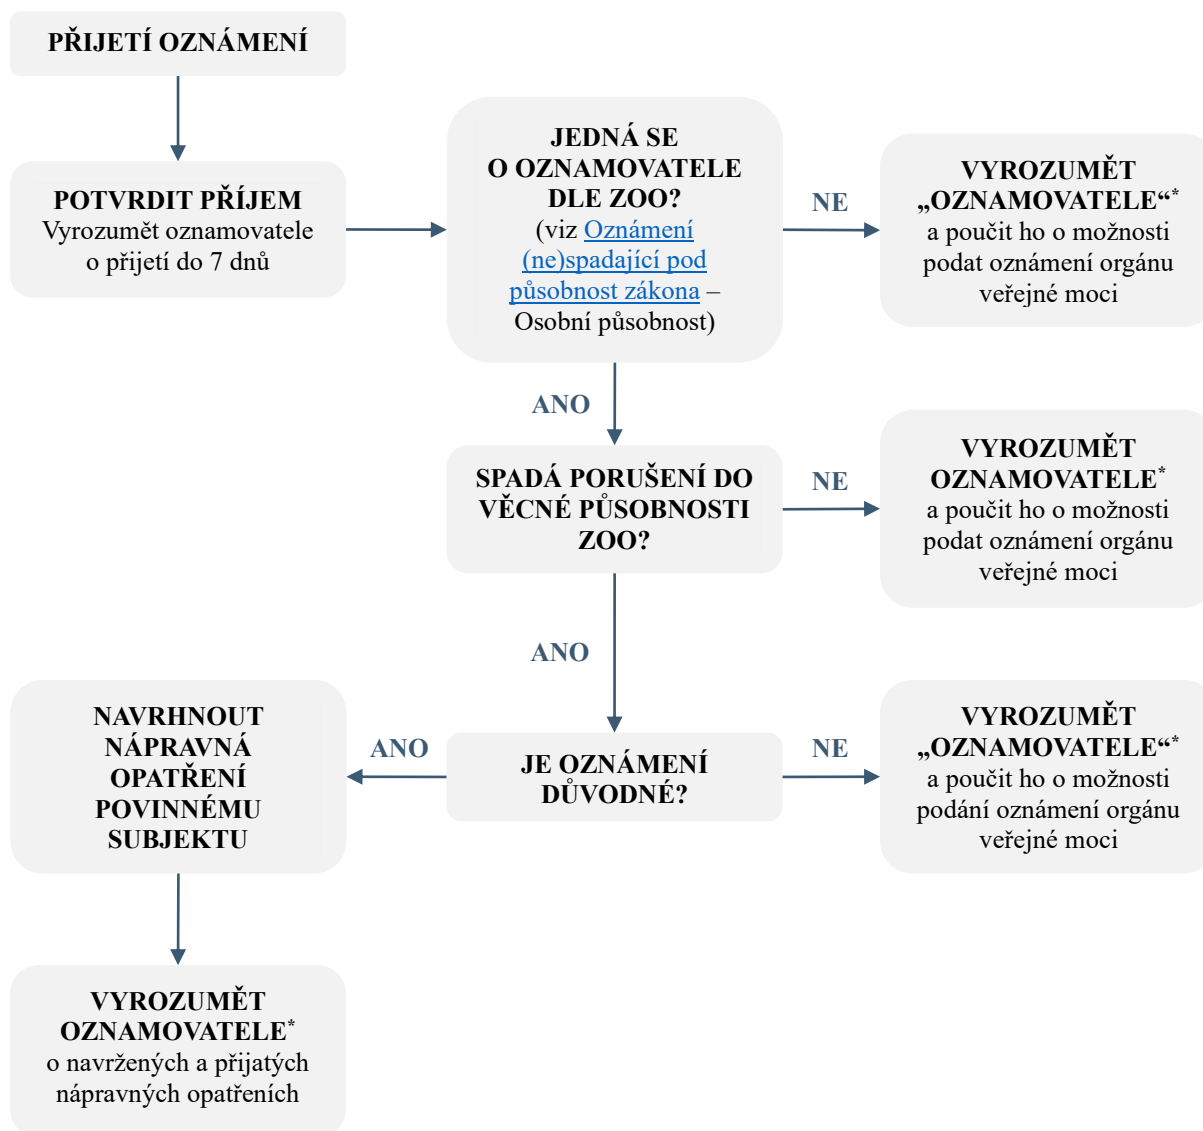 PŘIJETÍ OZNÁMENÍ
POTVRDIT PŘÍJEM
Vyrozumět oznamovatele
o přijetí do 7 dnů
JEDNÁ SE
O OZNAMOVATELE
DLE ZOO?
(viz Oznámení
(ne)spadající pod
působnost zákona –
Osobní působnost)
NE
VYROZUMĚT
„OZNAMOVATELE“*
a poučit ho o možnosti
podat oznámení orgánu
veřejné moci
ANO
SPADÁ PORUŠENÍ DO
VĚCNÉ PŮSOBNOSTI
ZOO?
NE
VYROZUMĚT
OZNAMOVATELE*
a poučit ho o možnosti
podat oznámení orgánu
veřejné moci
ANO
JE OZNÁMENÍ
DŮVODNÉ?
NE
VYROZUMĚT
„OZNAMOVATELE“*
a poučit ho o možnosti
podání oznámení orgánu
veřejné moci
ANO
NAVRHNOUT
NÁPRAVNÁ
OPATŘENÍ
POVINNÉMU
SUBJEKTU
VYROZUMĚT
OZNAMOVATELE*
o navržených a přijatých
nápravných opatřeních